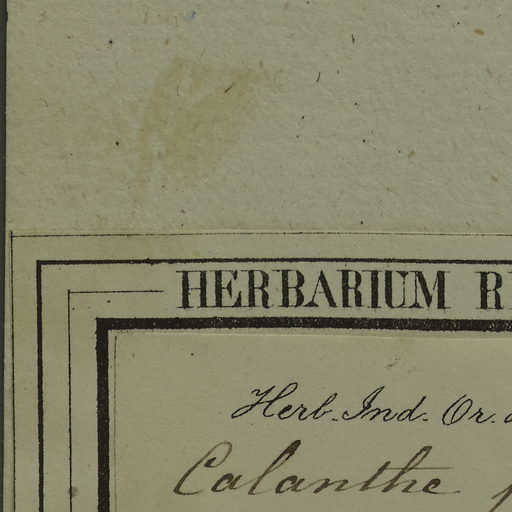 HERBARIUM
Herb. Ind. Or.
Calanthe